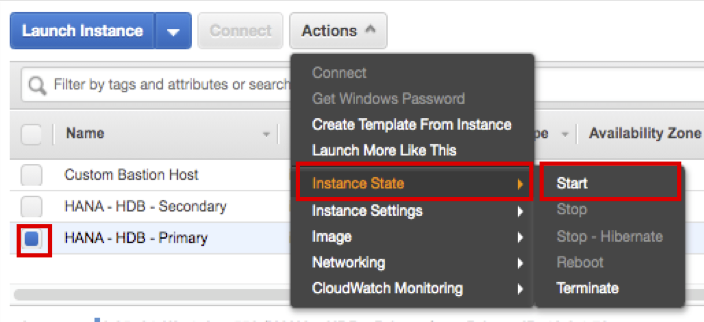 Launch Instance Connect Actions
Filter by tags and attributes or search
Connect
Get Windows Password
Create Template From Instance
Launch More Like This
Name Availability Zone
Custom Bastion Host
HANA - HDB - Secondary
HANA - HDB - Primary
Instance State
Instance Settings
Image
Networking
CloudWatch Monitoring
Start
Stop
Stop - Hibernate
Reboot
Terminate